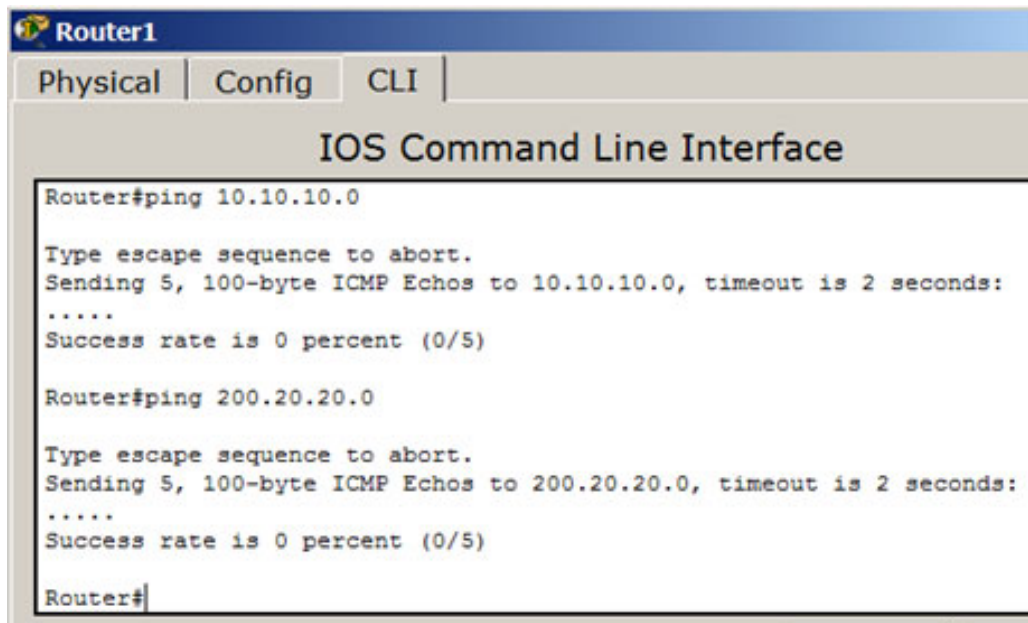 Router1
Physical Config CLI
IOS Command Line Interface
Router#ping 10.10.10.0
Type escape sequence to abort.
Sending 5, 100-byte ICMP Echos to 10.10.10.0, timeout is 2 seconds:
.....
Success rate is 0 percent (0/5)
Router#ping 200.20.20.0
Type escape sequence to abort.
Sending 5, 100-byte ICMP Echos to 200.20.20.0, timeout is 2 seconds:
.....
Success rate is 0 percent (0/5)
Router#